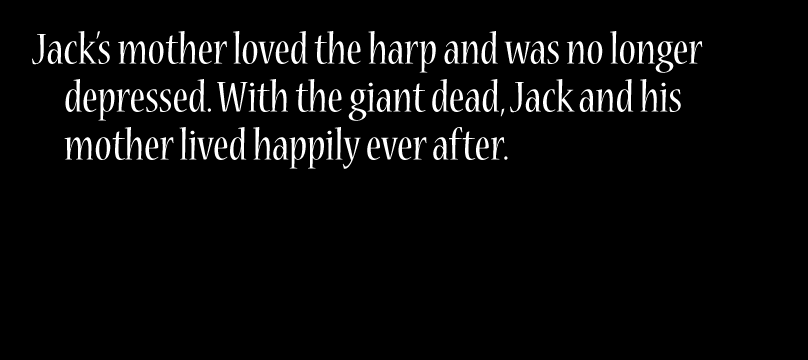 Jack's mother loved the harp and was no longer
depressed. With the giant dead, Jack and his
mother lived happily ever after.